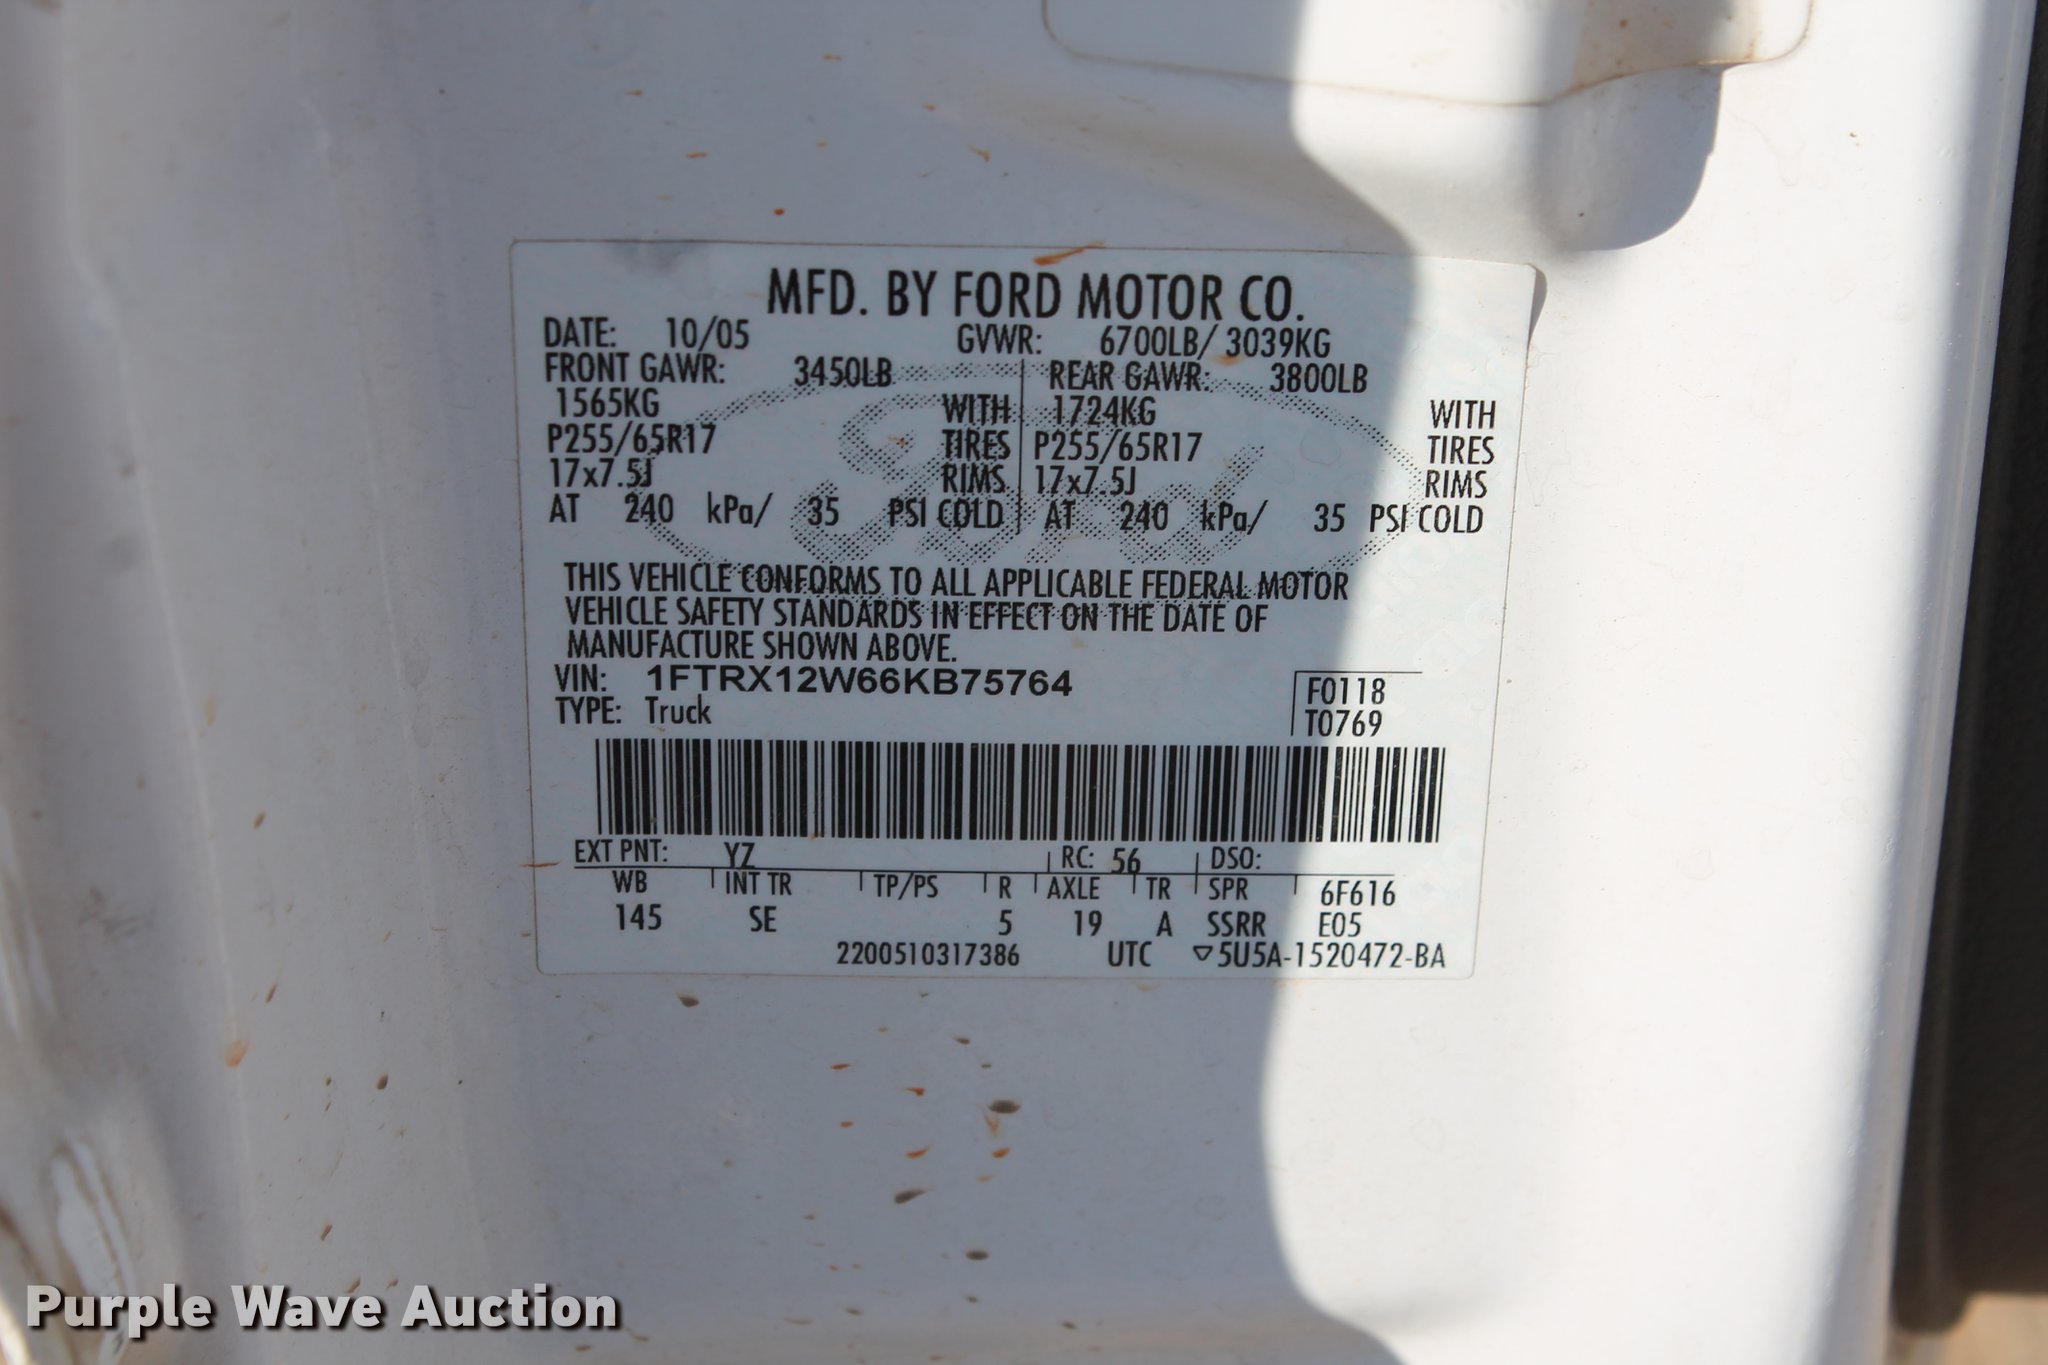 MFD. BY FORD MOTOR CO.
DATE: 10/05 GVWR: 6700LB/ 3039KG
FRONT GAWR: 3450LB REAR GAWR: 3800LB
1565KG WITH 1724KG WITH
P255/65R17 TIRES P255/65R17 TIRES
17x7.5J RIMS 17x7.5J RIMS
AT 240 kPa/ 35 PSI COLD AT 240 kPa/ 35 PSI COLD
Ford
THIS VEHICLE CONFORMS TO ALL APPLICABLE FEDERAL MOTOR
VEHICLE SAFETY STANDARDS IN EFFECT ON THE DATE OF
MANUFACTURE SHOWN ABOVE.
VIN: 1FTRX12W66KB75764 F0118
TYPE: Truck T0769
EXT PNT: YZ RC: 56 DSO:
WB INT TR TP/PS R AXLE TR SPR 6F616
145 SE 5 19 A SSRR E05
2200510317386 UTC ▽5U5A-1520472-BA
Purple Wave Auction